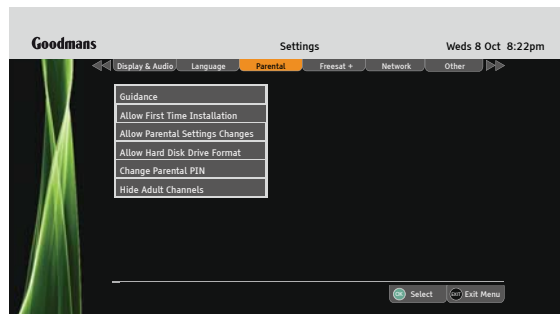 Goodmans Settings Weds 8 Oct 8:22pm
Display & Audio Language Parental Freesat + Network Other
Guidance
Allow First Time Installation
Allow Parental Settings Changes
Allow Hard Disk Drive Format
Change Parental PIN
Hide Adult Channels
OK Select EXIT Exit Menu